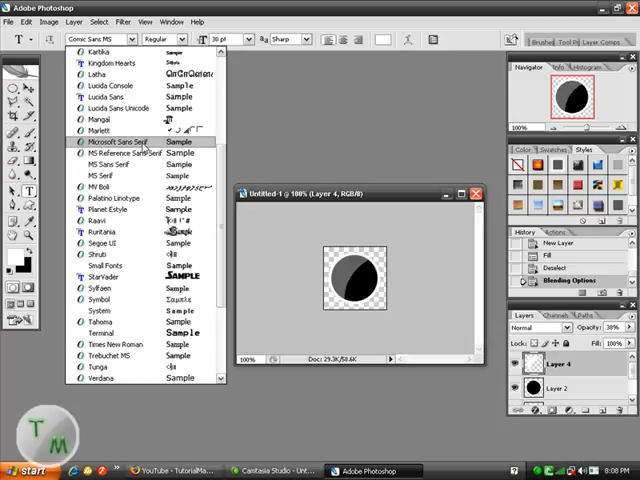 Adobe Photoshop
File Edit Image Layer Select Filter View Window Help
Comic Sans MS Regular 30 pt Sharp Brushes Tool Pr Layer Comps
Kartika Sample
Kingdom Hearts
Latha
Lucida Console Sample
Lucida Sans Sample
Lucida Sans Unicode Sample
Mangal
Marlett
Microsoft Sans Serif Sample
MS Reference Sans Serif Sample
MS Sans Serif Sample
MS Serif Sample
MV Boli
Palatino Linotype Sample
Planet Estyle Sample
Raavi
Ruritania Sample
Segoe UI Sample
Shruti
Small Fonts Sample
StarVader SAMPLE
Sylfaen Sample
Symbol Σαμπλε
System Sample
Tahoma Sample
Terminal Sample
Times New Roman Sample
Trebuchet MS Sample
Tunga
Verdana Sample
Untitled-1 @ 100% (Layer 4, RGB/8)
100% Doc: 29.3K/58.6K
Navigator Info Histogram
100%
Color Swatches Styles
History Actions
New Layer
Fill
Deselect
Blending Options
Layers Channels Paths
Normal Opacity: 38%
Lock: Fill: 100%
Layer 4
Layer 2
T M
start YouTube - TutorialMa... Camtasia Studio - Unt... Adobe Photoshop 8:08 PM